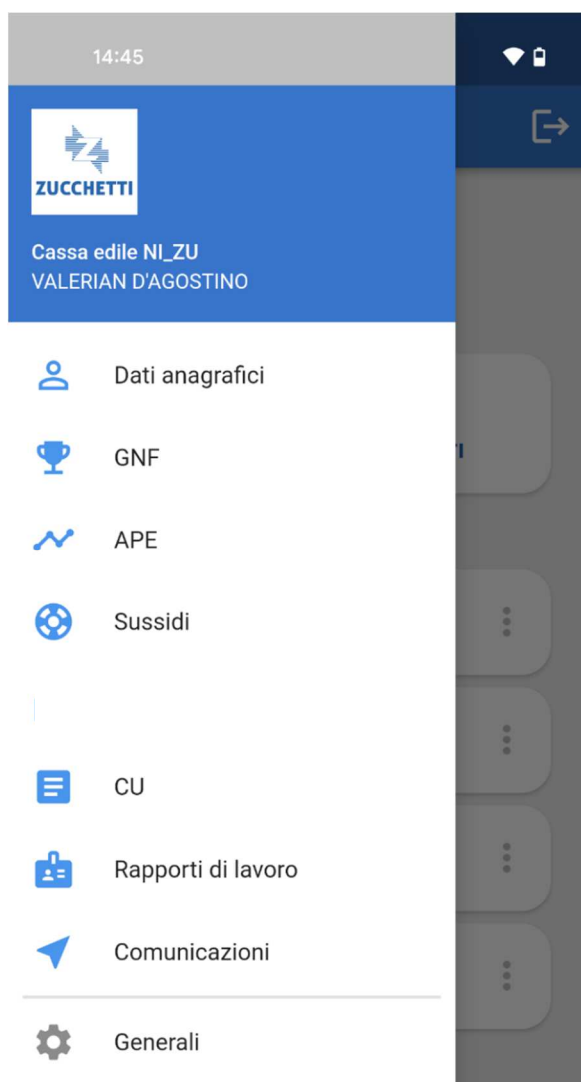 14:45
ZUCCHETTI
Cassa edile NI_ZU
VALERIAN D'AGOSTINO
Dati anagrafici
GNF
APE
Sussidi
CU
Rapporti di lavoro
Comunicazioni
Generali